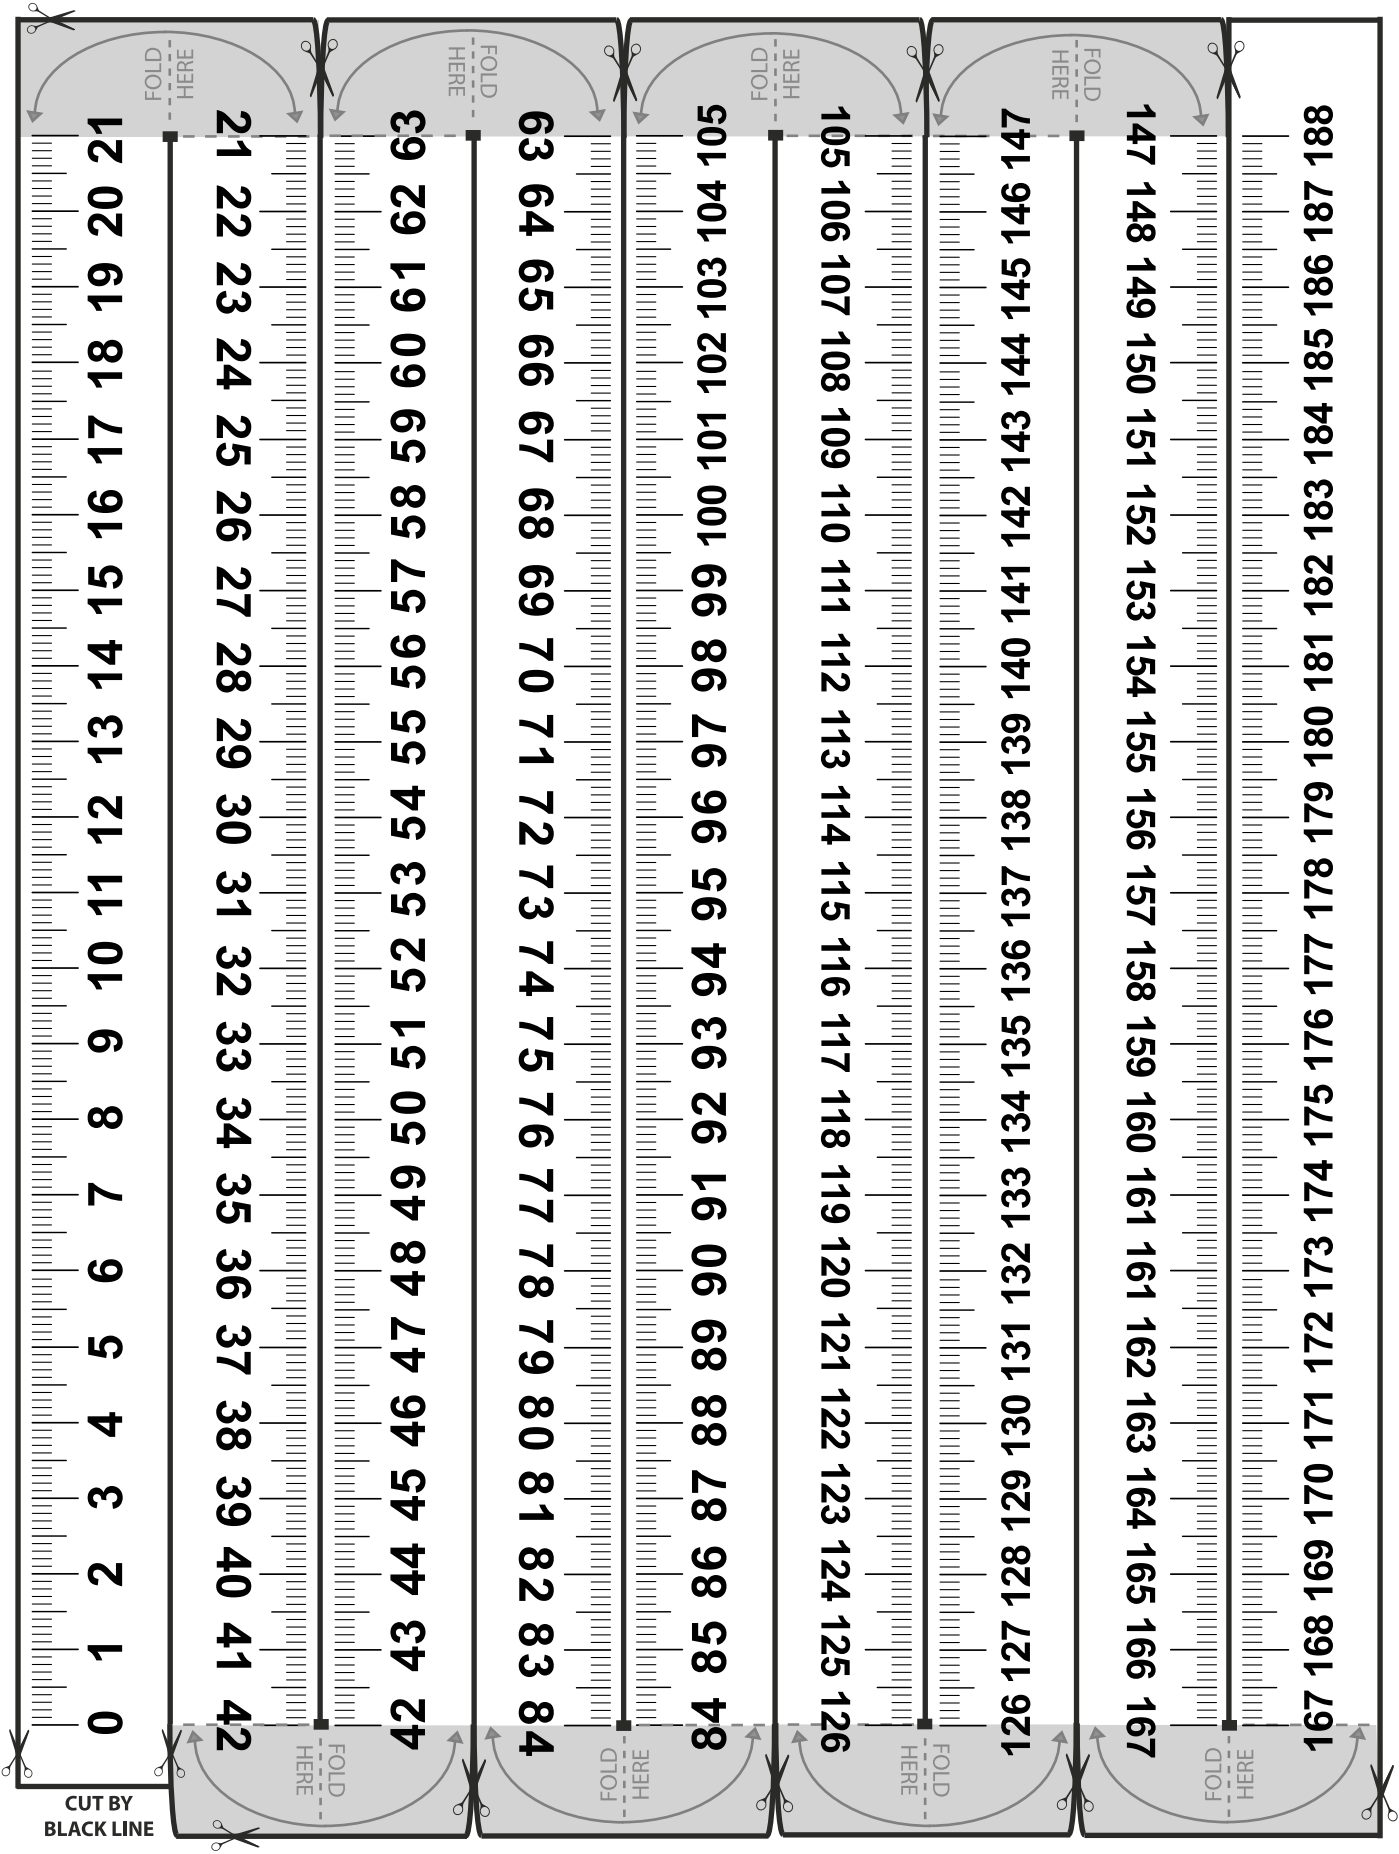 FOLD
HERE
FOLD
HERE
FOLD
HERE
FOLD
HERE
0 1 2 3 4 5 6 7 8 9 10 11 12 13 14 15 16 17 18 19 20 21
21 22 23 24 25 26 27 28 29 30 31 32 33 34 35 36 37 38 39 40 41 42
42 43 44 45 46 47 48 49 50 51 52 53 54 55 56 57 58 59 60 61 62 63
63 64 65 66 67 68 69 70 71 72 73 74 75 76 77 78 79 80 81 82 83 84
84 85 86 87 88 89 90 91 92 93 94 95 96 97 98 99 100 101 102 103 104 105
105 106 107 108 109 110 111 112 113 114 115 116 117 118 119 120 121 122 123 124 125 126
126 127 128 129 130 131 132 133 134 135 136 137 138 139 140 141 142 143 144 145 146 147
147 148 149 150 151 152 153 154 155 156 157 158 159 160 161 161 162 163 164 165 166 167
167 168 169 170 171 172 173 174 175 176 177 178 179 180 181 182 183 184 185 186 187 188
FOLD
HERE
FOLD
HERE
FOLD
HERE
FOLD
HERE
CUT BY
BLACK LINE